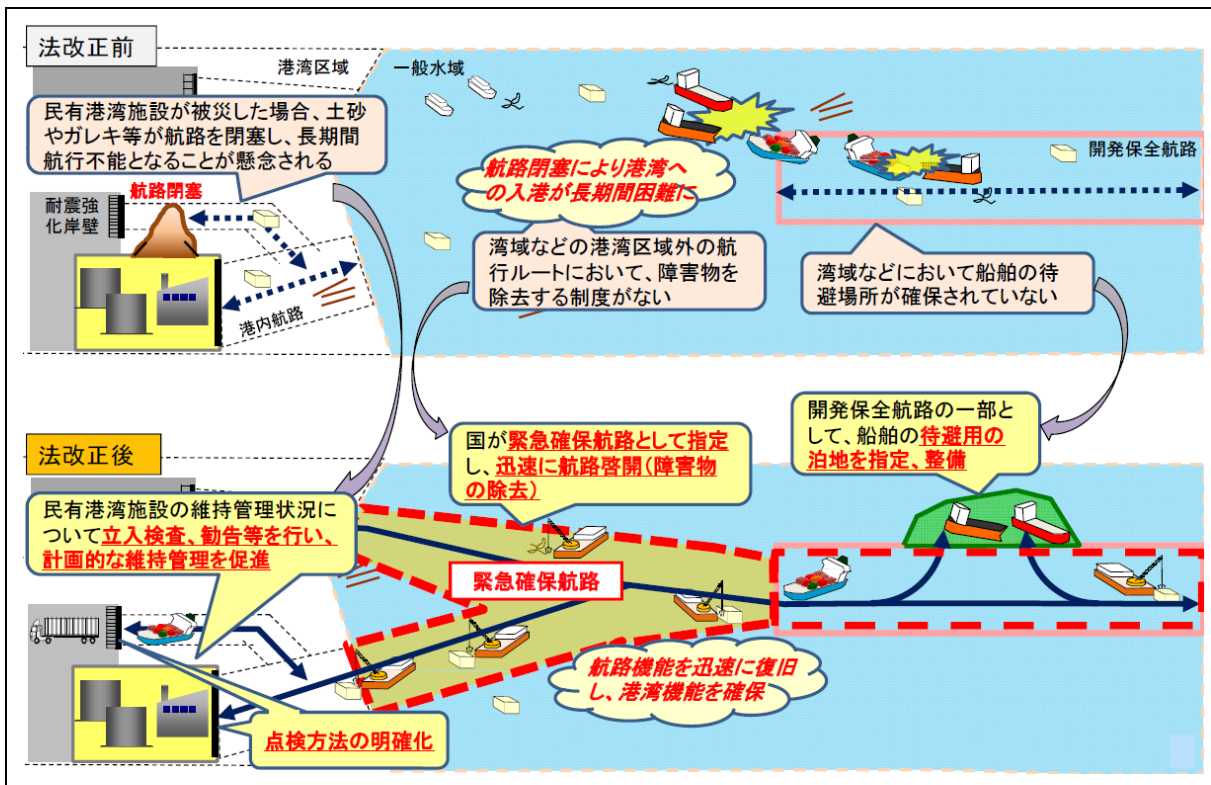 法改正前
港湾区域
一般水域
民有港湾施設が被災した場合、土砂
やガレキ等が航路を閉塞し、長期間
航行不能となることが懸念される
航路閉塞
耐震強
化岸壁
港内航路
航路閉塞により港湾へ
の入港が長期間困難に
開発保全航路
湾域などの港湾区域外の航
行ルートにおいて、障害物を
除去する制度がない
湾域などにおいて船舶の待
避場所が確保されていない
法改正後
民有港湾施設の維持管理状況に
ついて立入検査、勧告等を行い、
計画的な維持管理を促進
国が緊急確保航路として指定
し、迅速に航路啓開(障害物
の除去)
開発保全航路の一部と
して、船舶の待避用の
泊地を指定、整備
緊急確保航路
航路機能を迅速に復旧
し、港湾機能を確保
点検方法の明確化